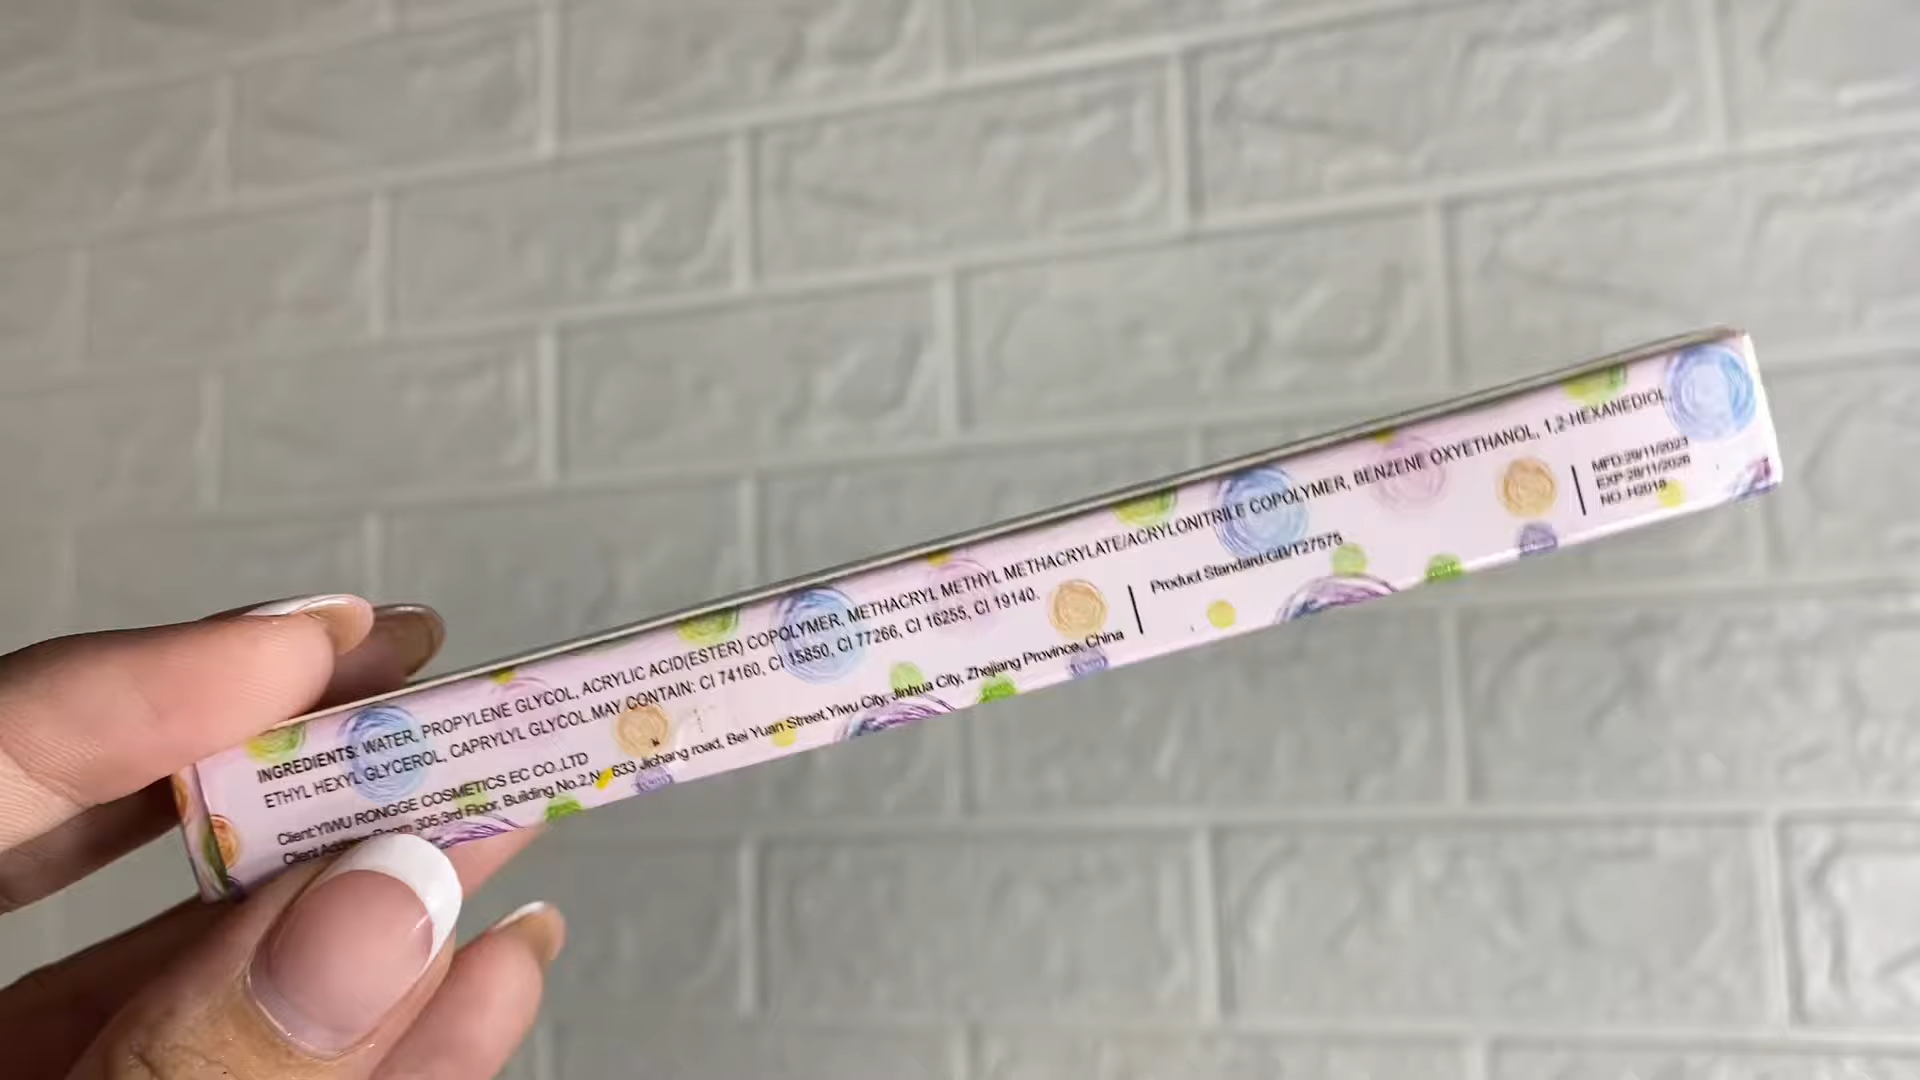 INGREDIENTS: WATER, PROPYLENE GLYCOL, ACRYLIC ACID(ESTER) COPOLYMER, METHACRYL METHYL METHACRYLATE/ACRYLONITRILE COPOLYMER, BENZENE OXYETHANOL, 1,2-HEXANEDIOL,
ETHYL HEXYL GLYCEROL, CAPRYLYL GLYCOL.MAY CONTAIN: CI 74160, CI 15850, CI 77266, CI 16255, CI 19140.
Client:YIWU RONGGE COSMETICS EC CO.,LTD
Client Room 305,3rd Floor, Building No.2, 633 Jichang road, Bei Yuan Street,Yiwu City, Jinhua City, Zhejiang Province, China
Product Standard:GB/T27575
MFD:29/11/2023
EXP:28/11/2026
NO.:H2018